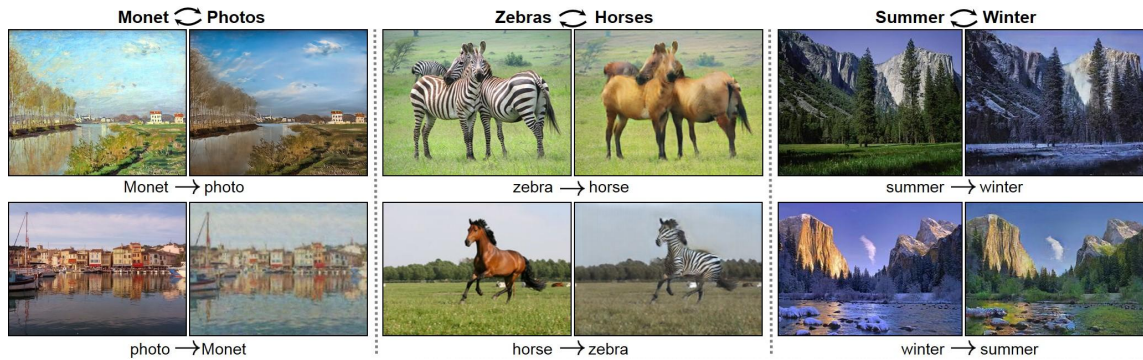 Monet ⇄ Photos
Zebras ⇄ Horses
Summer ⇄ Winter
Monet → photo
zebra → horse
summer → winter
photo → Monet
horse → zebra
winter → summer